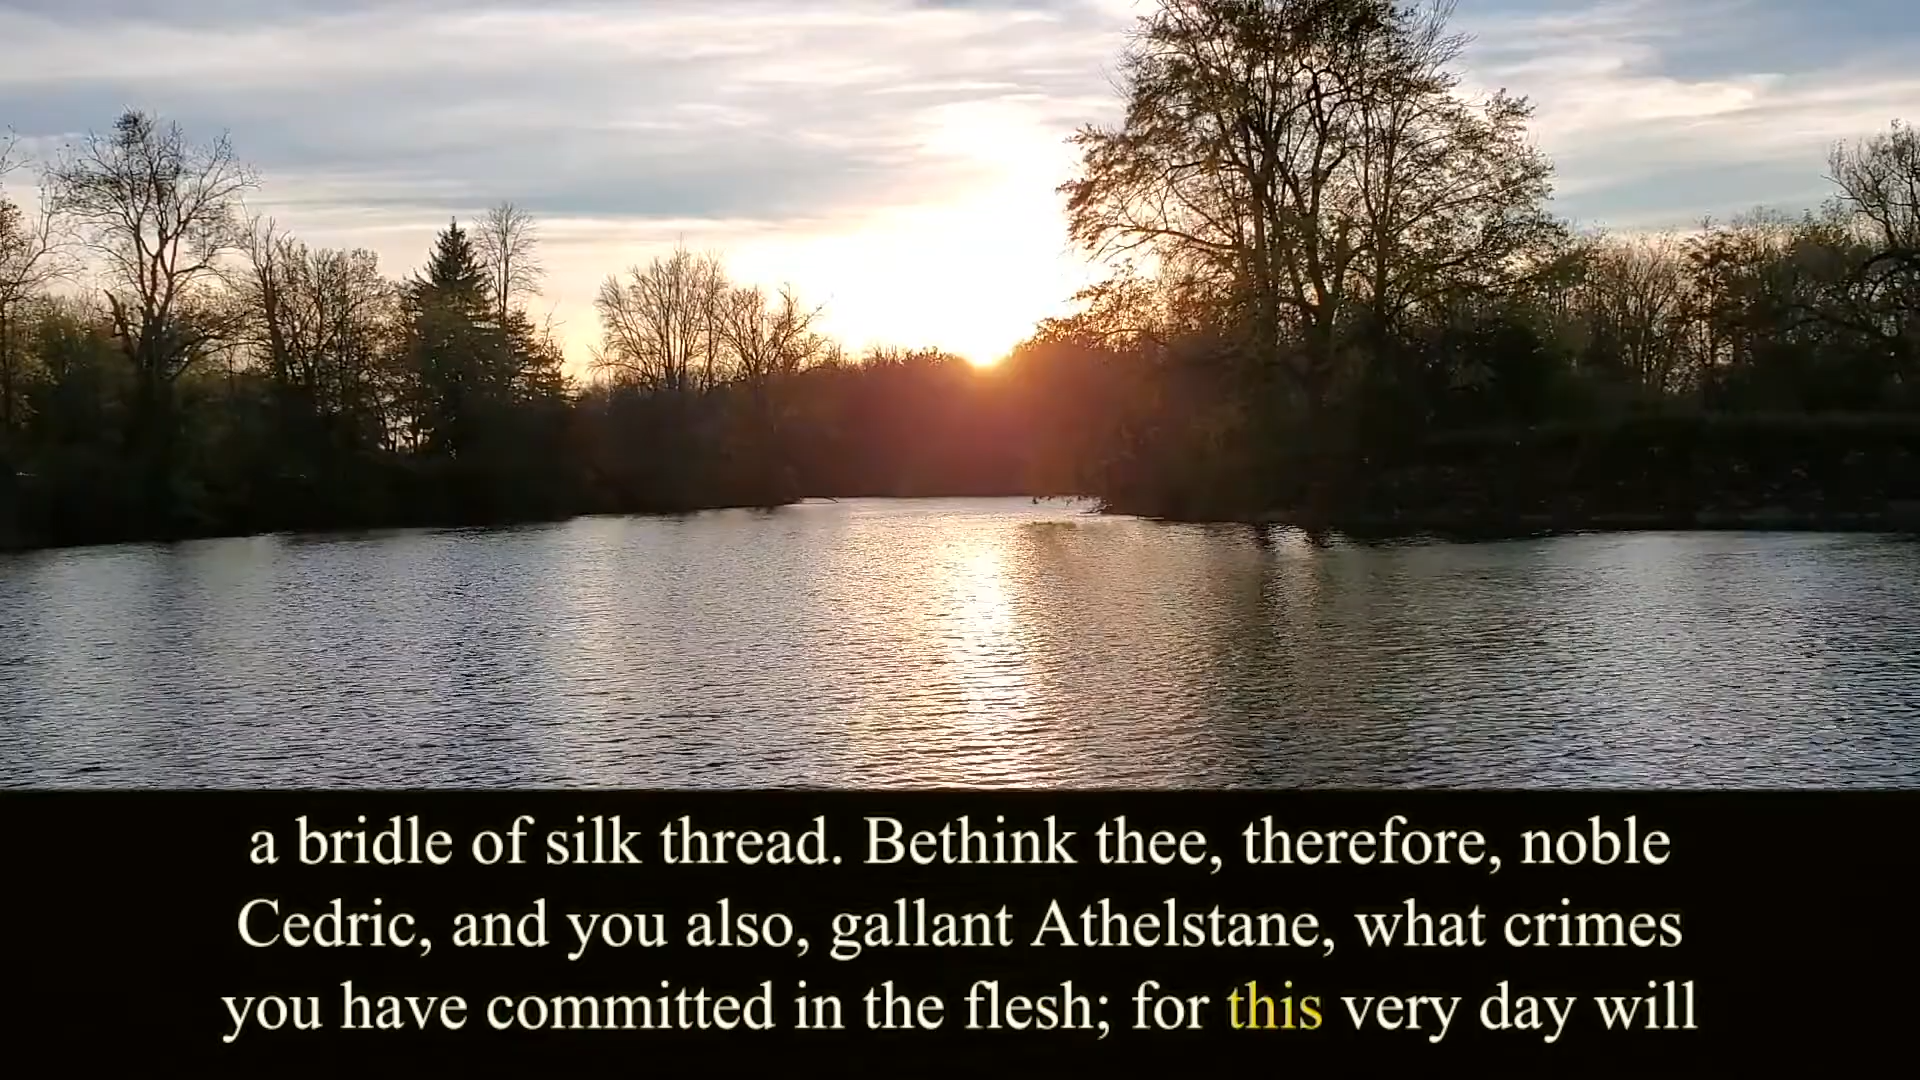 a bridle of silk thread. Bethink thee, therefore, noble
Cedric, and you also, gallant Athelstane, what crimes
you have committed in the flesh; for this very day will